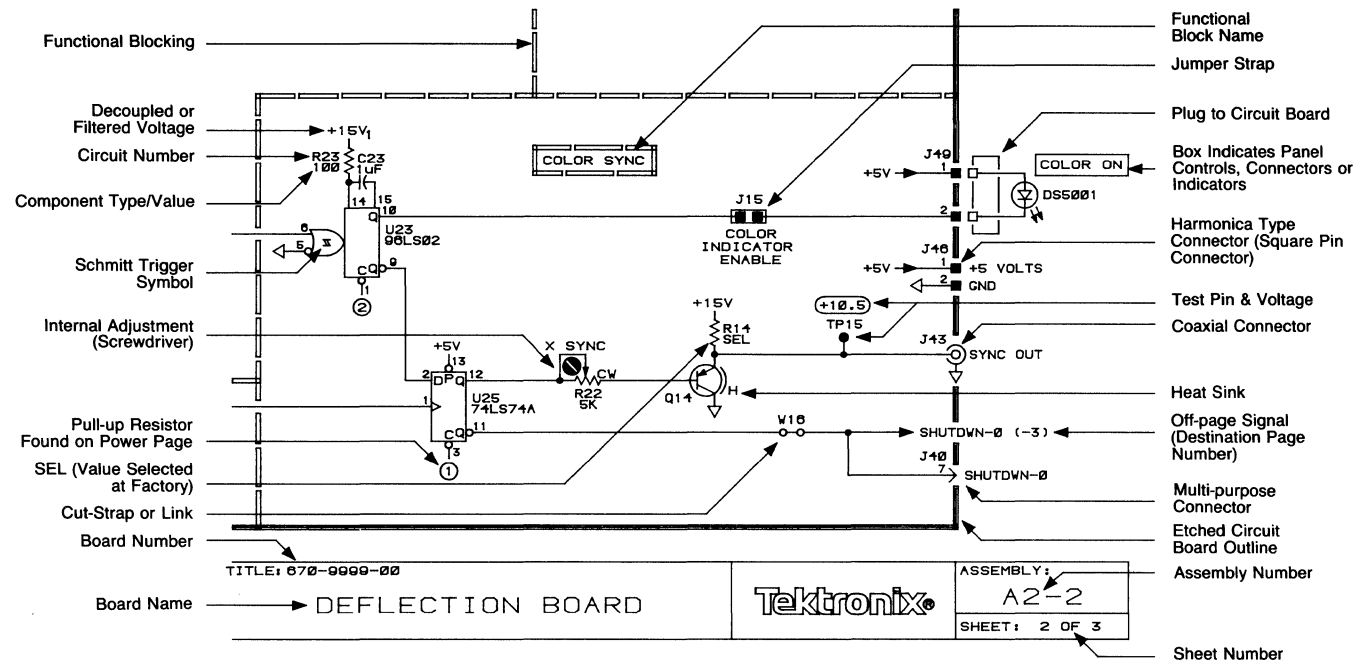 Functional Blocking
Decoupled or
Filtered Voltage
Circuit Number
Component Type/Value
Schmitt Trigger
Symbol
Internal Adjustment
(Screwdriver)
Pull-up Resistor
Found on Power Page
SEL (Value Selected
at Factory)
Cut-Strap or Link
Board Number
Board Name
+15V1
R23
100
C23
1uF
14
15
Q
10
U23
96LS02
6
5
9
C
Q
1
2
COLOR SYNC
J15
COLOR
INDICATOR
ENABLE
J49
+5V
1
2
COLOR ON
DS5001
J46
+5V
1
+5 VOLTS
2
GND
+15V
R14
SEL
+10.5
TP15
J43
SYNC OUT
X SYNC
CW
R22
5K
Q14
H
+5V
13
2
D
P
Q
12
U25
74LS74A
1
C
Q
11
3
1
W16
SHUTDWN-0 (-3)
J40
7
SHUTDWN-0
TITLE: 670-9999-00
DEFLECTION BOARD
Tektronix®
ASSEMBLY:
A2-2
SHEET: 2 OF 3
Functional
Block Name
Jumper Strap
Plug to Circuit Board
Box Indicates Panel
Controls, Connectors or
Indicators
Harmonica Type
Connector (Square Pin
Connector)
Test Pin & Voltage
Coaxial Connector
Heat Sink
Off-page Signal
(Destination Page
Number)
Multi-purpose
Connector
Etched Circuit
Board Outline
Assembly Number
Sheet Number